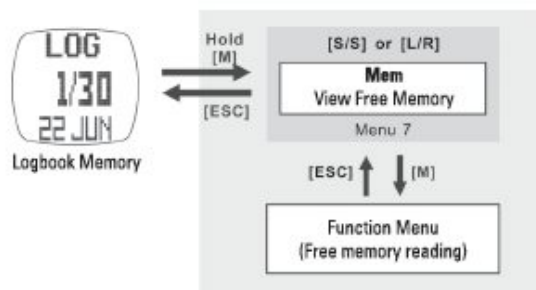 LOG
1/30
22 JUN
Logbook Memory
Hold
[M]
[ESC]
[S/S] or [L/R]
Mem
View Free Memory
Menu 7
[ESC]
[M]
Function Menu
(Free memory reading)